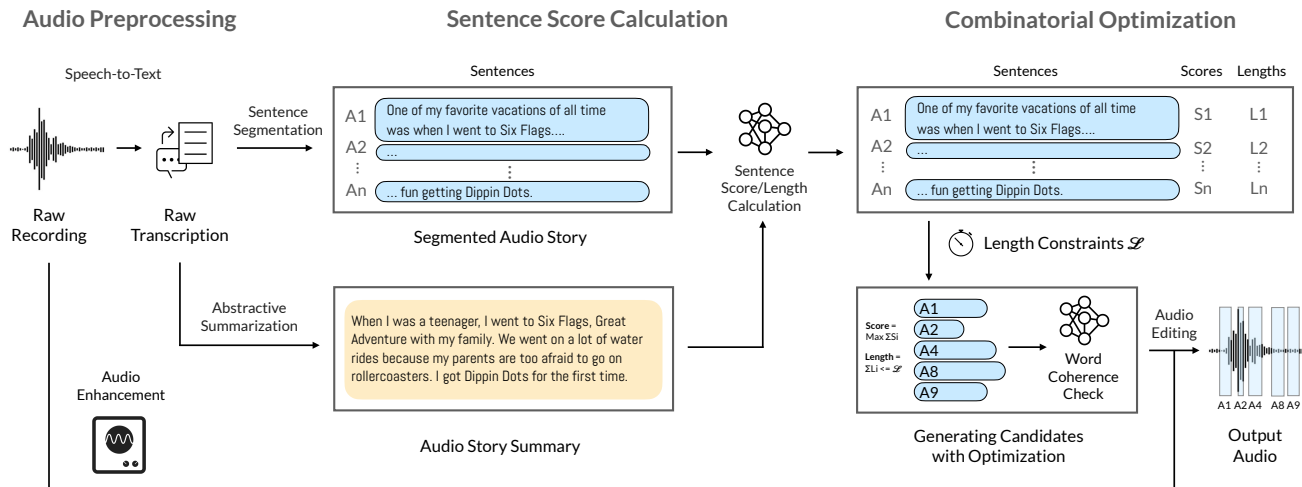 Audio Preprocessing
Sentence Score Calculation
Combinatorial Optimization
Speech-to-Text
Raw
Recording
Raw
Transcription
Sentence
Segmentation
Sentences
A1
One of my favorite vacations of all time
was when I went to Six Flags....
A2
...
⋮
⋮
An
... fun getting Dippin Dots.
Segmented Audio Story
Abstractive
Summarization
When I was a teenager, I went to Six Flags, Great
Adventure with my family. We went on a lot of water
rides because my parents are too afraid to go on
rollercoasters. I got Dippin Dots for the first time.
Audio Story Summary
Audio
Enhancement
Sentence
Score/Length
Calculation
Sentences Scores Lengths
A1
One of my favorite vacations of all time
was when I went to Six Flags....
S1 L1
A2 ... S2 L2
⋮ ⋮ ⋮ ⋮
An ... fun getting Dippin Dots. Sn Ln
Length Constraints ℒ
Score =
Max ΣSi
Length =
ΣLi <= ℒ
A1
A2
A4
A8
A9
Word
Coherence
Check
Generating Candidates
with Optimization
Audio
Editing
A1 A2 A4 A8 A9
Output
Audio